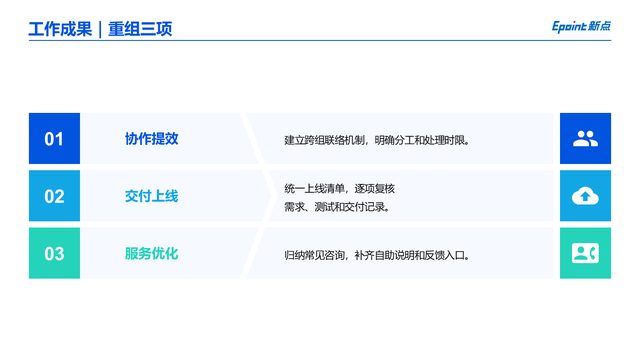 工作成果｜重组三项
Epoint新点
01
协作提效
建立跨组联络机制，明确分工和处理时限。
02
交付上线
统一上线清单，逐项复核
需求、测试和交付记录。
03
服务优化
归纳常见咨询，补齐自助说明和反馈入口。